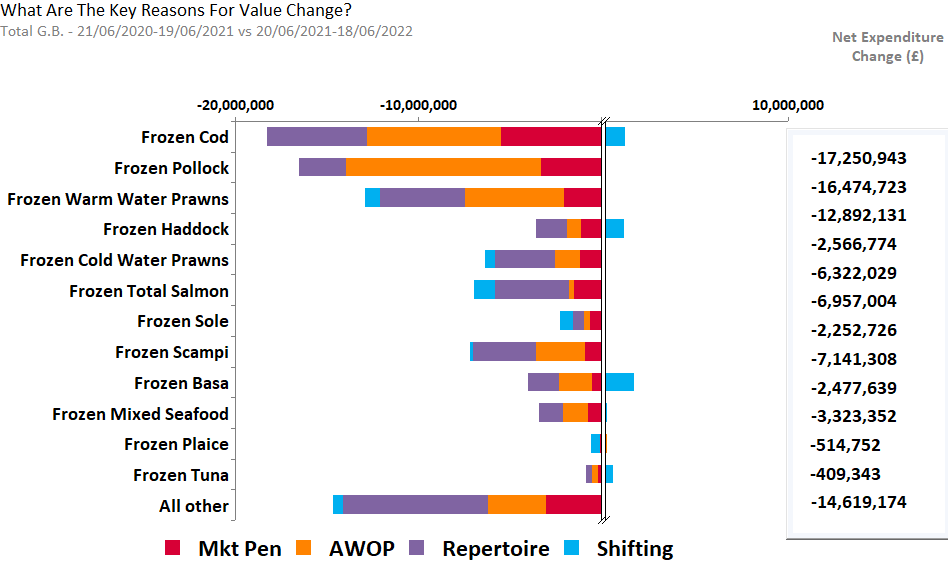 What Are The Key Reasons For Value Change?
Total G.B. - 21/06/2020-19/06/2021 vs 20/06/2021-18/06/2022
Net Expenditure
Change (£)
-20,000,000 -10,000,000 10,000,000
Frozen Cod -17,250,943
Frozen Pollock -16,474,723
Frozen Warm Water Prawns -12,892,131
Frozen Haddock -2,566,774
Frozen Cold Water Prawns -6,322,029
Frozen Total Salmon -6,957,004
Frozen Sole -2,252,726
Frozen Scampi -7,141,308
Frozen Basa -2,477,639
Frozen Mixed Seafood -3,323,352
Frozen Plaice -514,752
Frozen Tuna -409,343
All other -14,619,174
Mkt Pen AWOP Repertoire Shifting